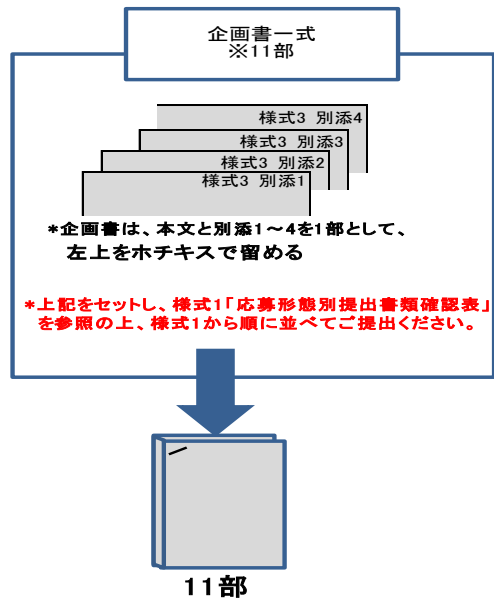 企画書一式
※11部
様式3 別添4
様式3 別添3
様式3 別添2
様式3 別添1
*企画書は、本文と別添1~4を1部として、
左上をホチキスで留める
*上記をセットし、様式1「応募形態別提出書類確認表」
を参照の上、様式1から順に並べてご提出ください。
11部